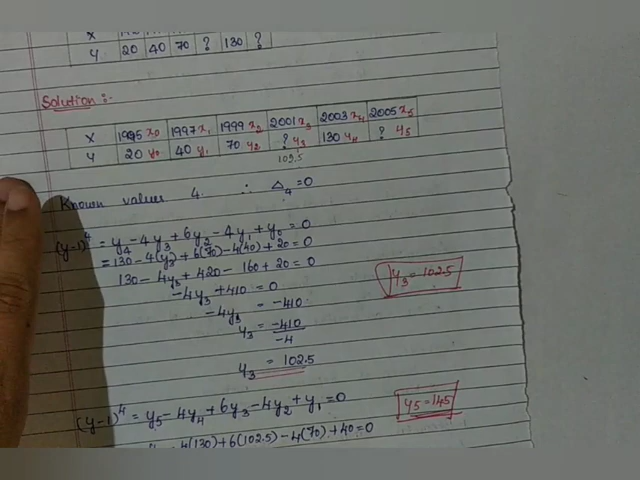 X
Y 20 40 70 ? 130 ?
Solution :-
X 1995 x0 1997 x1 1999 x2 2001 x3 2003 x4 2005 x5
Y 20 y0 40 y1 70 y2 ? y3 130 y4 ? y5
102.5
Known values 4 ∴ Δ4 = 0
(y-1)^4 = y4 - 4y3 + 6y2 - 4y1 + y0 = 0
= 130 - 4(y3) + 6(70) - 4(40) + 20 = 0
130 - 4y3 + 420 - 160 + 20 = 0
-4y3 + 410 = 0
-4y3 = -410
y3 = -410/-4
y3 = 102.5
y3 = 102.5
(y-1)^4 = y5 - 4y4 + 6y3 - 4y2 + y1 = 0
y5 = 145
4(130) + 6(102.5) - 4(70) + 40 = 0